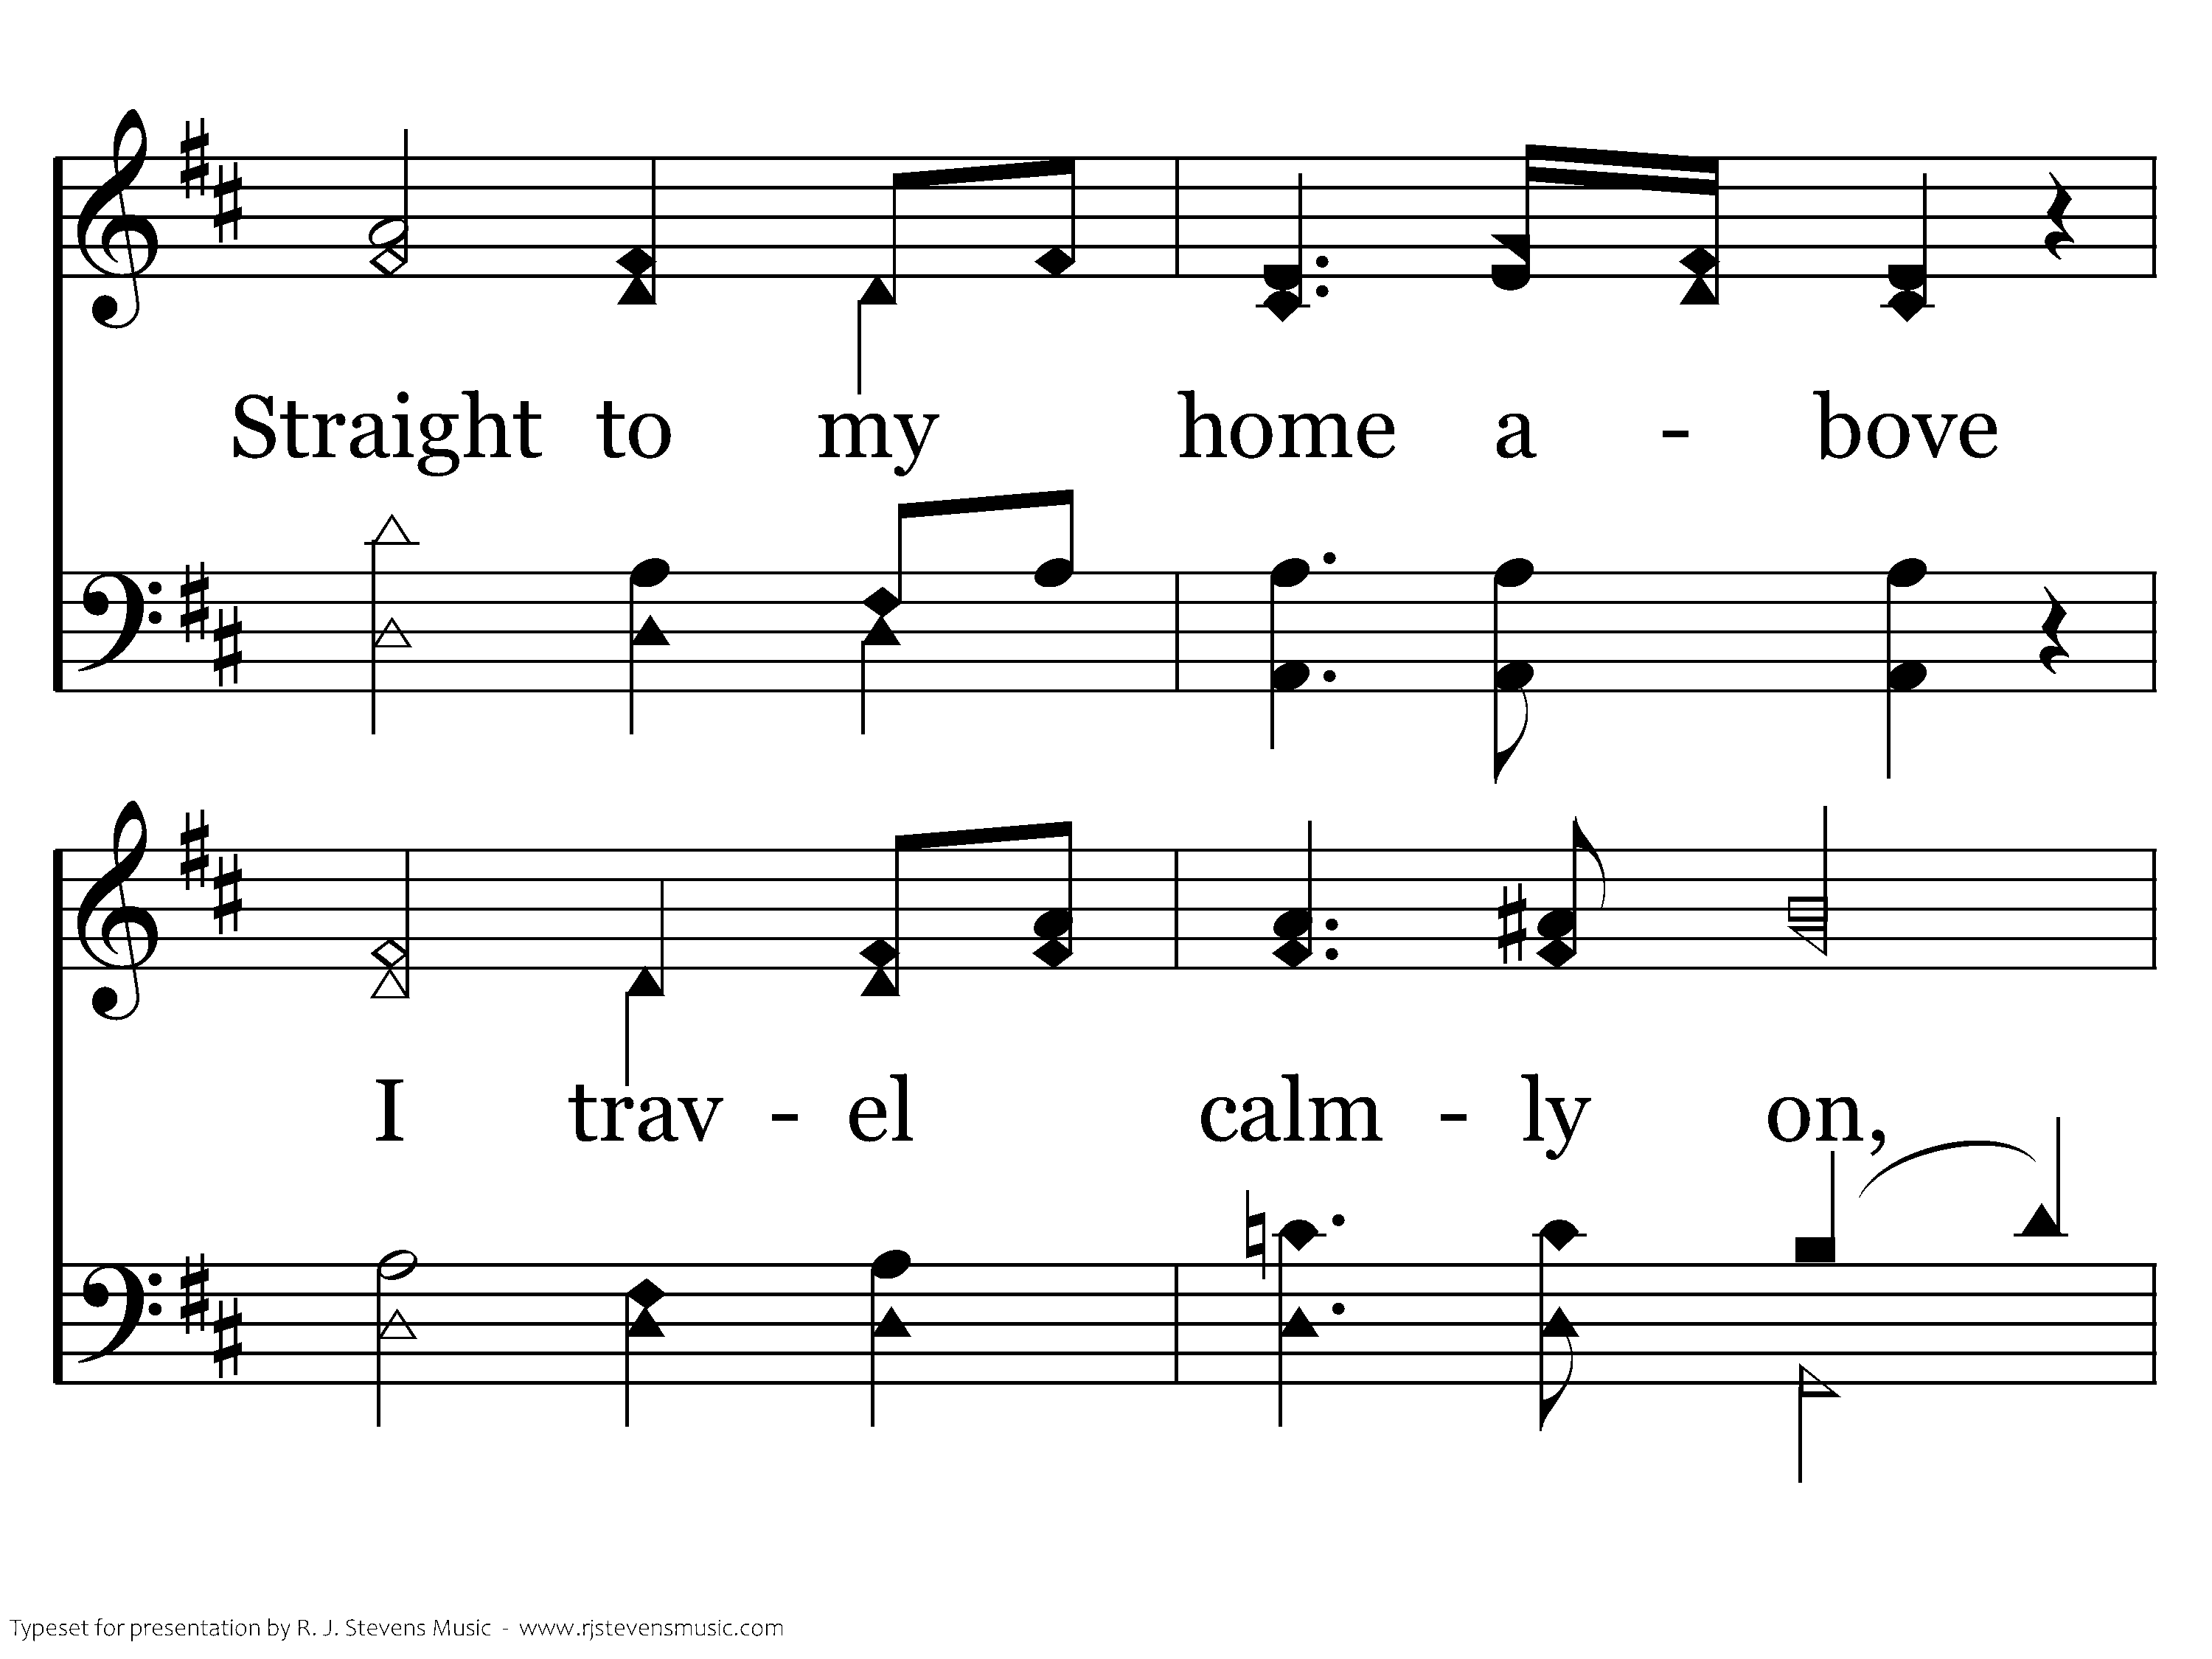 Straight to my home a - bove
I trav - el calm - ly on,
Typeset for presentation by R. J. Stevens Music - www.rjstevensmusic.com